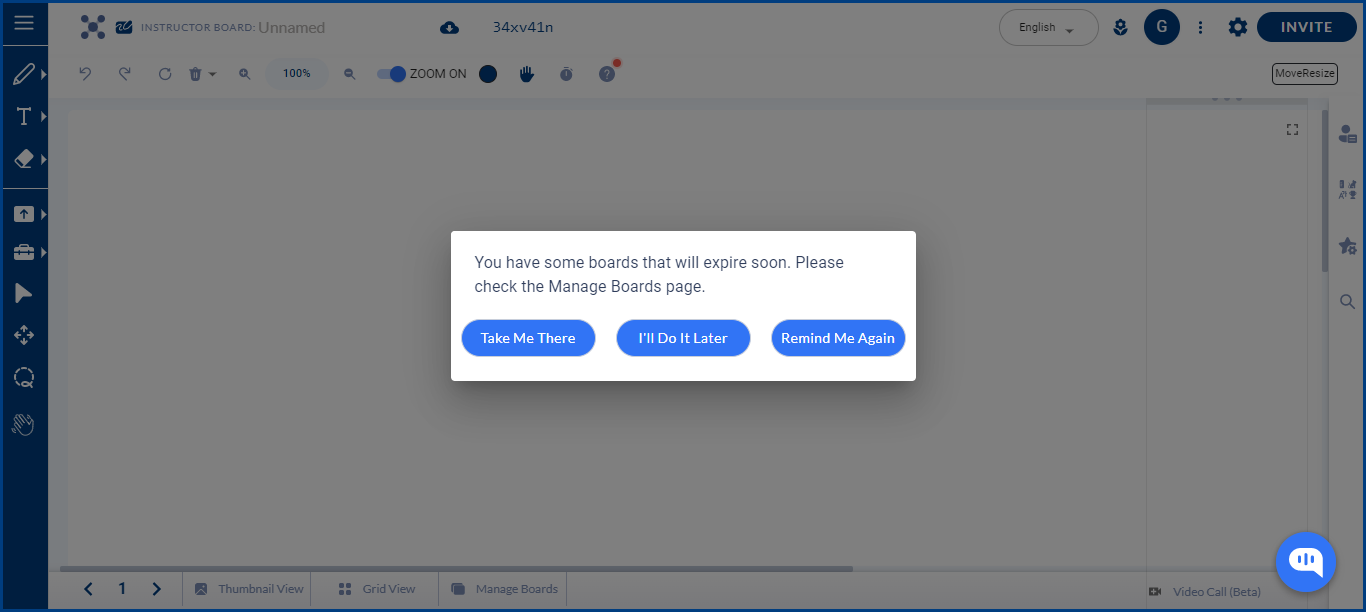 INSTRUCTOR BOARD: Unnamed
34xv41n
English
G
INVITE
100%
ZOOM ON
?
MoveResize
T
You have some boards that will expire soon. Please
check the Manage Boards page.
Take Me There
I'll Do It Later
Remind Me Again
1
Thumbnail View
Grid View
Manage Boards
Video Call (Beta)